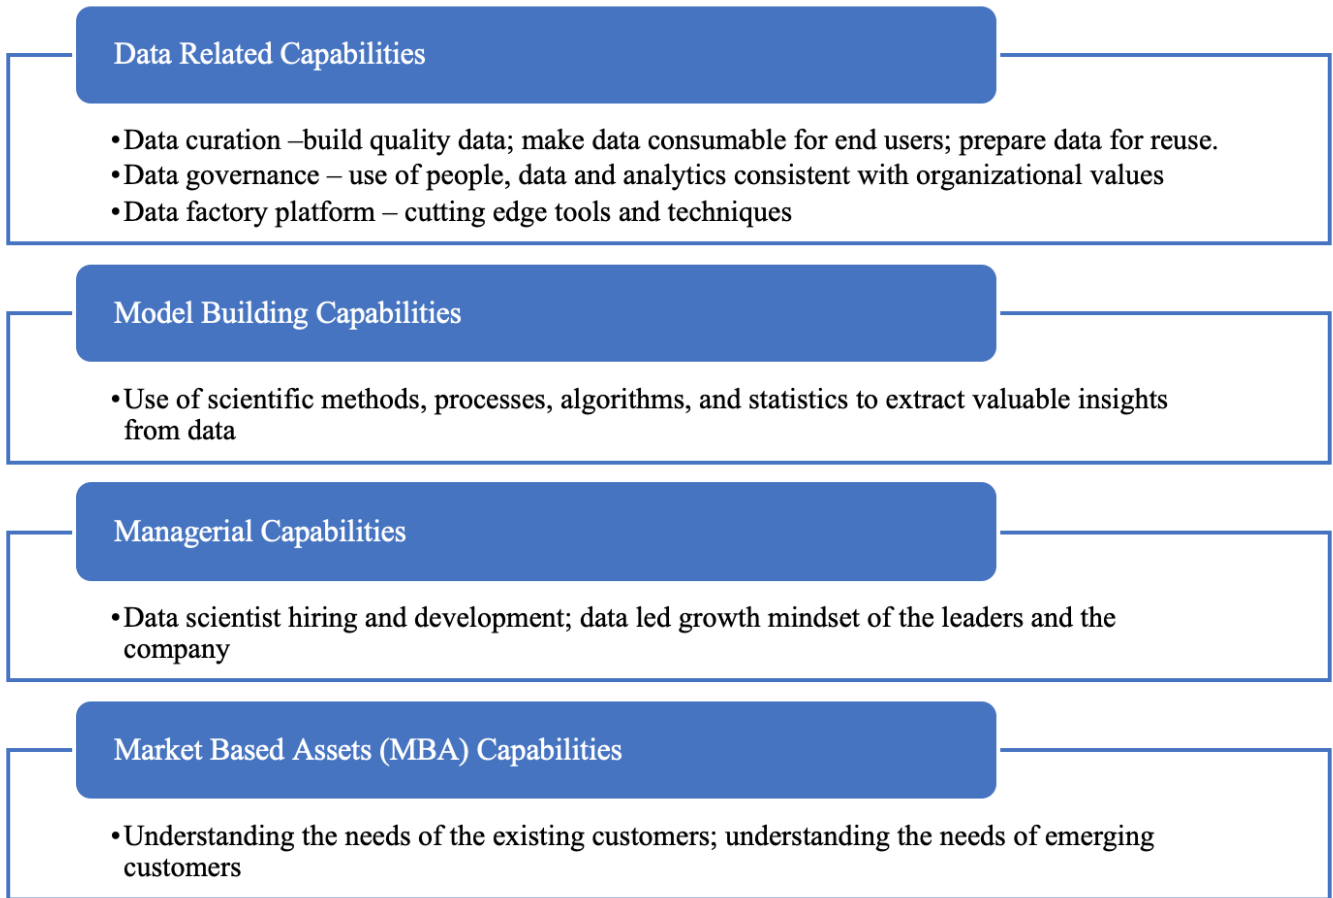 Data Related Capabilities
•Data curation –build quality data; make data consumable for end users; prepare data for reuse.
•Data governance – use of people, data and analytics consistent with organizational values
•Data factory platform – cutting edge tools and techniques
Model Building Capabilities
•Use of scientific methods, processes, algorithms, and statistics to extract valuable insights
from data
Managerial Capabilities
•Data scientist hiring and development; data led growth mindset of the leaders and the
company
Market Based Assets (MBA) Capabilities
•Understanding the needs of the existing customers; understanding the needs of emerging
customers